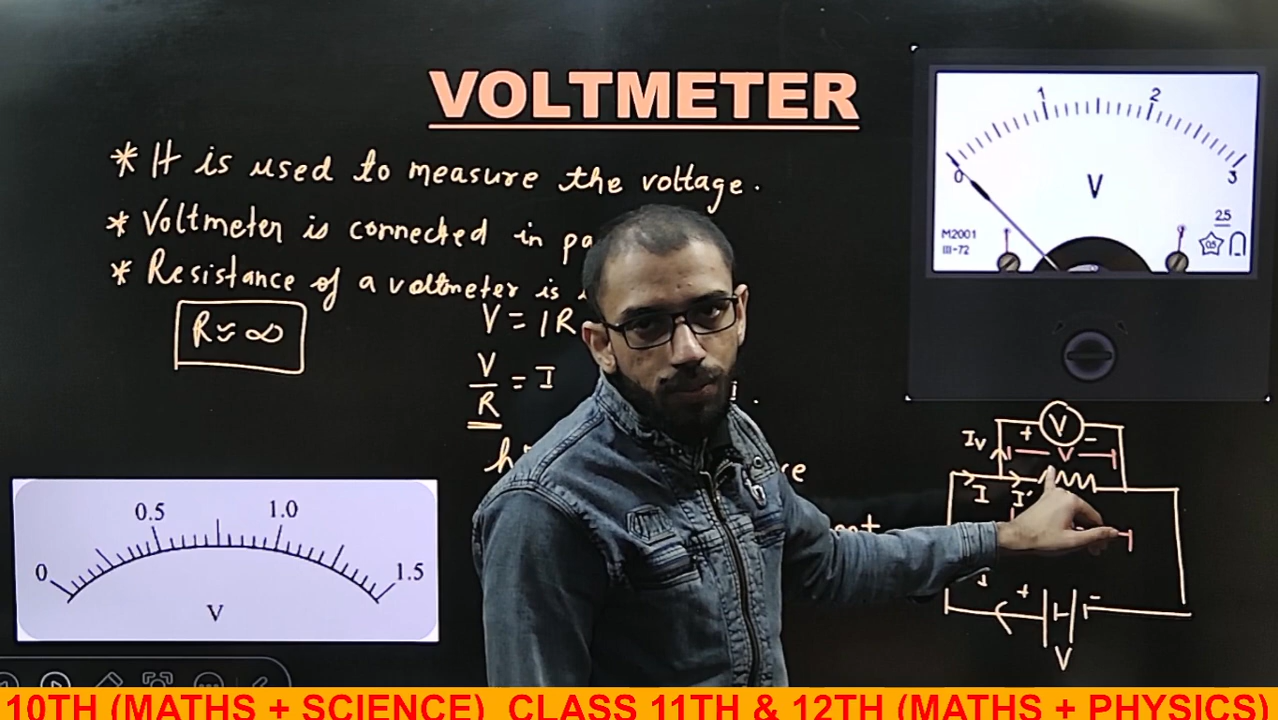 VOLTMETER
* It is used to measure the voltage.
* Voltmeter is connected in pa
* Resistance of a voltmeter is
R ≈ ∞
V = IR
V/R = I
0 1 2 3
V
M2001
III-72
2.5
0.5
V
+ V -
Iv
V
I I'
I + -
V
0 0.5 1.0 1.5
V
10TH (MATHS + SCIENCE) CLASS 11TH & 12TH (MATHS + PHYSICS)